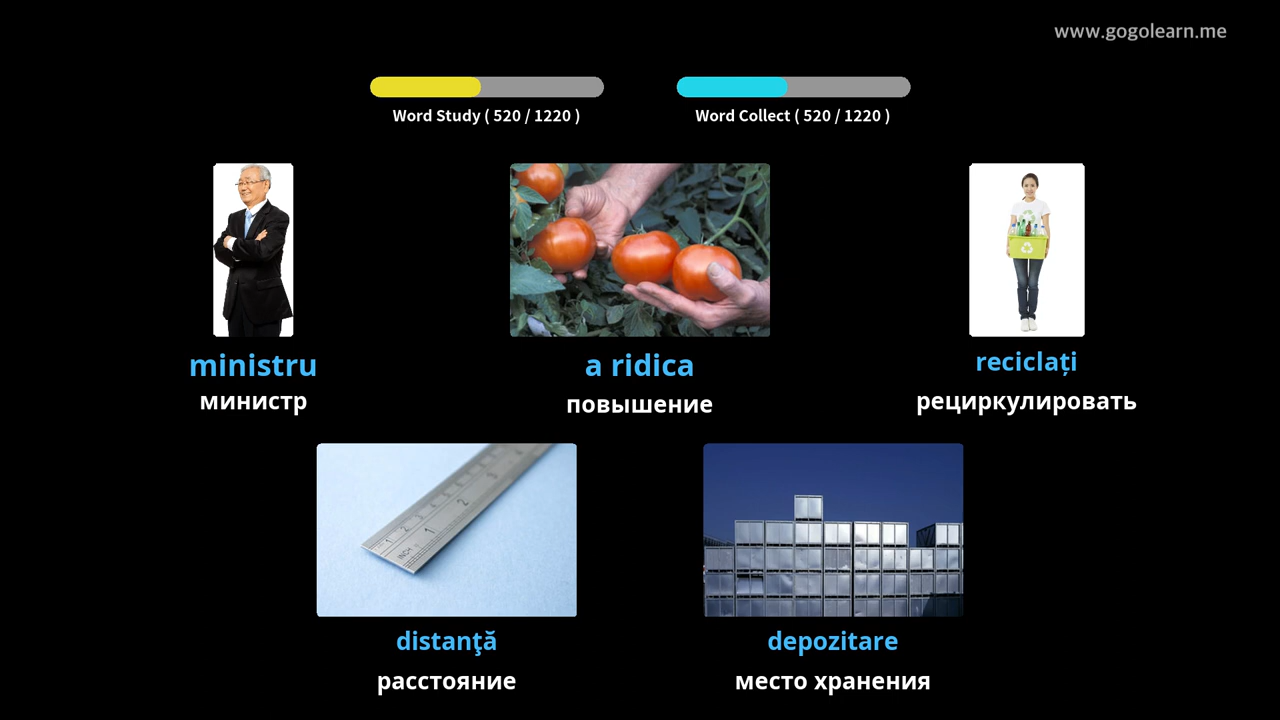 www.gogolearn.me
Word Study ( 520 / 1220 )
Word Collect ( 520 / 1220 )
ministru
министр
a ridica
повышение
reciclați
рециркулировать
distanţă
расстояние
depozitare
место хранения